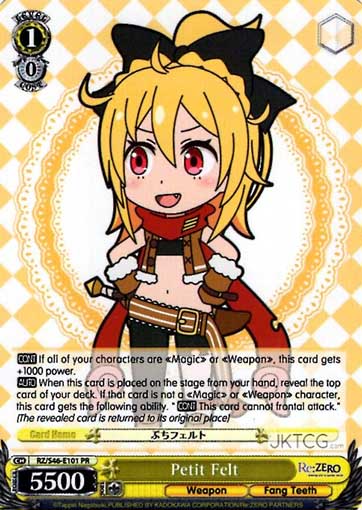 LEVEL
1
0
COST
CONT If all of your characters are «Magic» or «Weapon», this card gets
+1000 power.
AUTO When this card is placed on the stage from your hand, reveal the top
card of your deck. If that card is not a «Magic» or «Weapon» character,
this card gets the following ability. " CONT This card cannot frontal attack."
(The revealed card is returned to its original place)
Card Name
ぷちフェルト
JKTCG.com
CH RZ/S46-E101 PR
Petit Felt
Re:ZERO
5500
Weapon
Fang Teeth
©Tappei Nagatsuki,PUBLISHED BY KADOKAWA CORPORATION/Re:ZERO PARTNERS